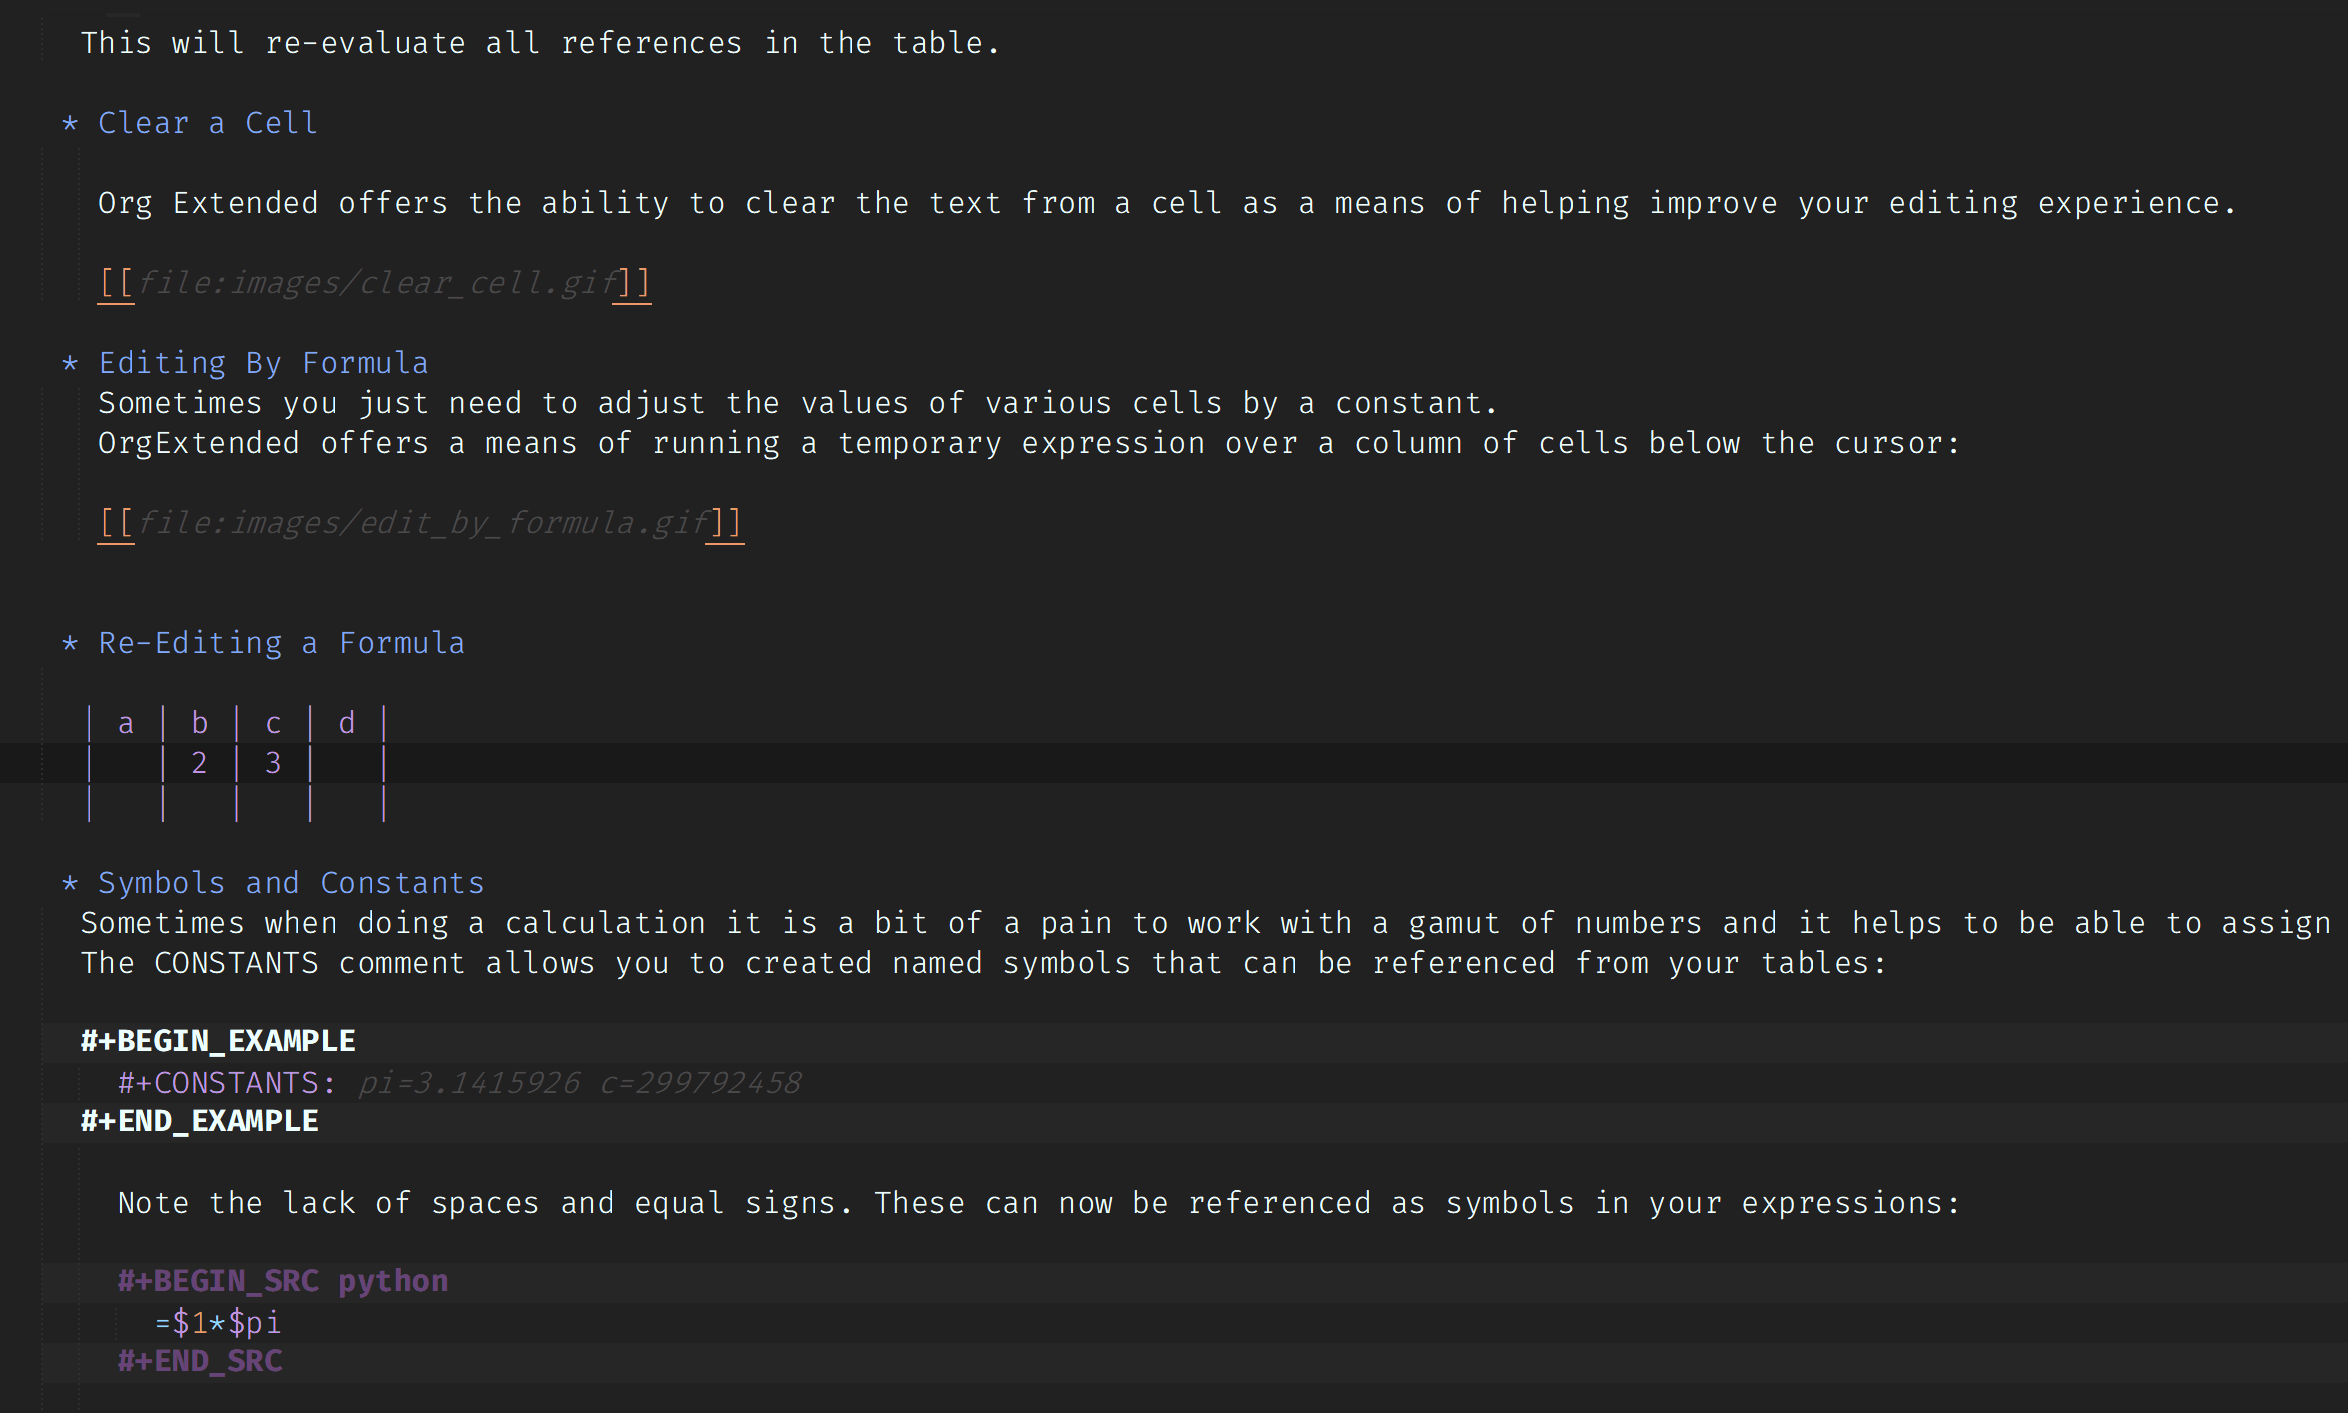 This will re-evaluate all references in the table.
* Clear a Cell
Org Extended offers the ability to clear the text from a cell as a means of helping improve your editing experience.
[[file:images/clear_cell.gif]]
* Editing By Formula
Sometimes you just need to adjust the values of various cells by a constant.
OrgExtended offers a means of running a temporary expression over a column of cells below the cursor:
[[file:images/edit_by_formula.gif]]
* Re-Editing a Formula
| a | b | c | d |
|   | 2 | 3 |   |
|   |   |   |   |
* Symbols and Constants
Sometimes when doing a calculation it is a bit of a pain to work with a gamut of numbers and it helps to be able to assign
The CONSTANTS comment allows you to created named symbols that can be referenced from your tables:
#+BEGIN_EXAMPLE
#+CONSTANTS: pi=3.1415926 c=299792458
#+END_EXAMPLE
Note the lack of spaces and equal signs. These can now be referenced as symbols in your expressions:
#+BEGIN_SRC python
=$1*$pi
#+END_SRC